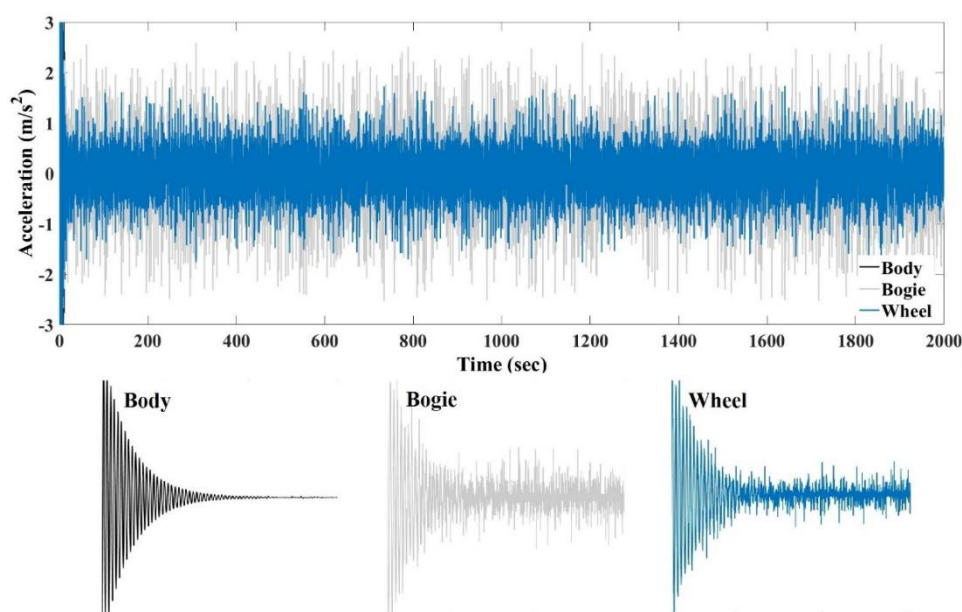 3
2
1
0
-1
-2
-3
Acceleration (m/s²)
Body
Bogie
Wheel
0 200 400 600 800 1000 1200 1400 1600 1800 2000
Time (sec)
Body Bogie Wheel